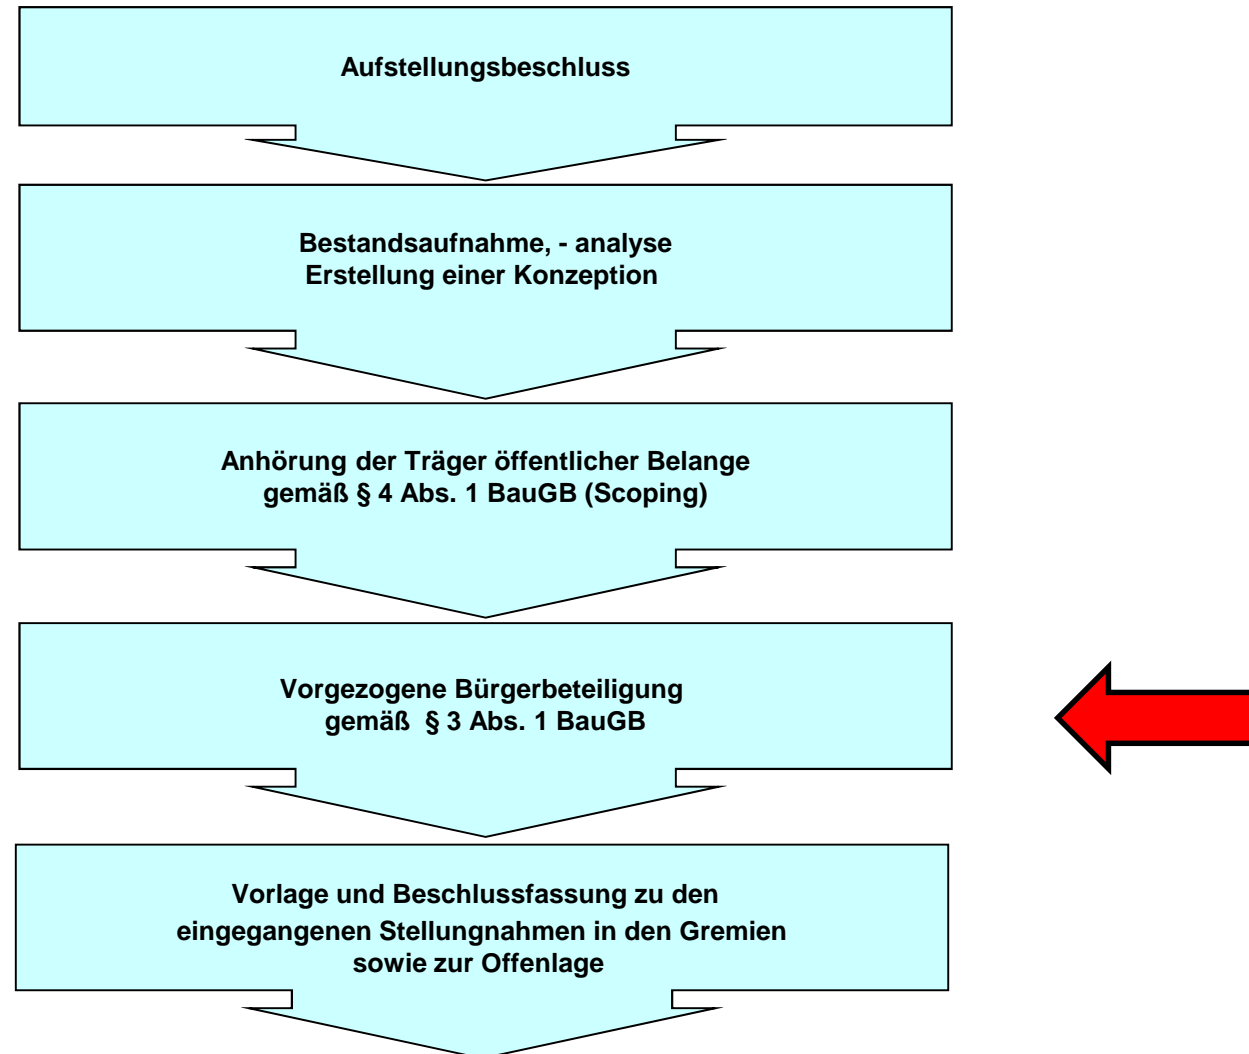 Aufstellungsbeschluss
Bestandsaufnahme, - analyse
Erstellung einer Konzeption
Anhörung der Träger öffentlicher Belange
gemäß § 4 Abs. 1 BauGB (Scoping)
Vorgezogene Bürgerbeteiligung
gemäß  § 3 Abs. 1 BauGB
Vorlage und Beschlussfassung zu den
eingegangenen Stellungnahmen in den Gremien
sowie zur Offenlage